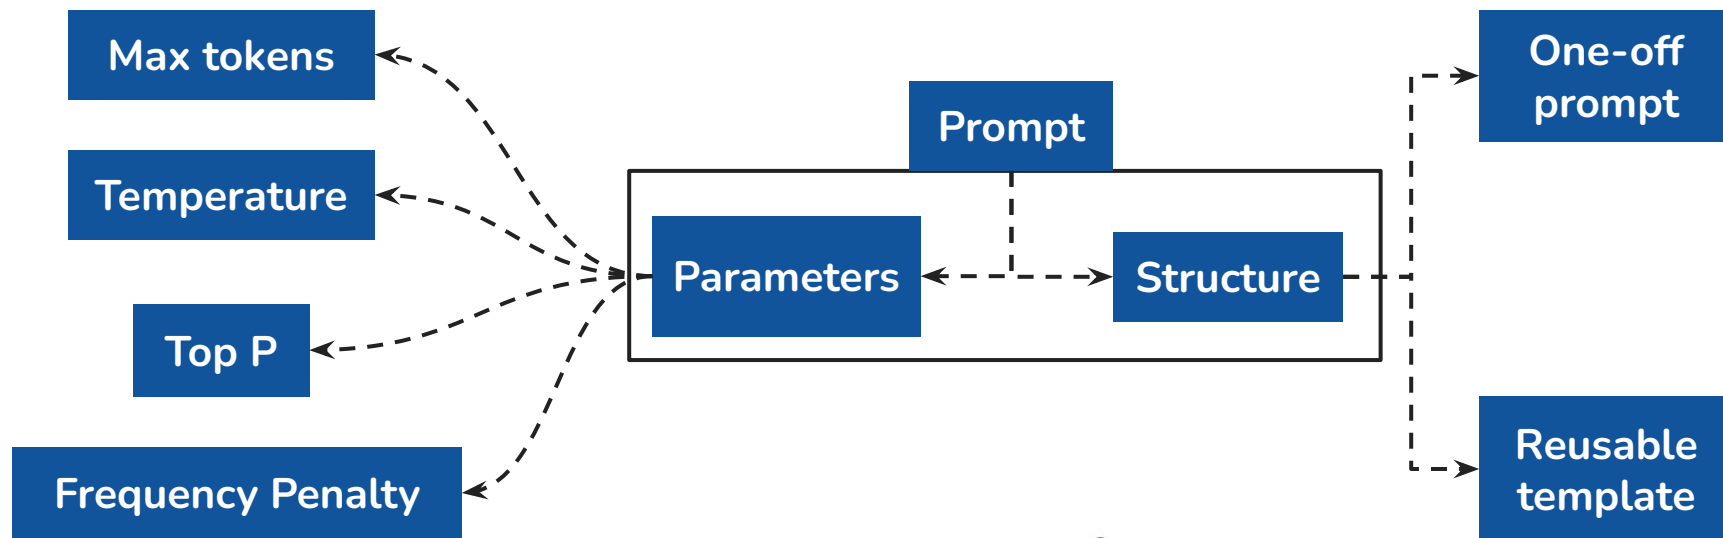 Max tokens
Temperature
Top P
Frequency Penalty
Prompt
Parameters
Structure
One-off
prompt
Reusable
template